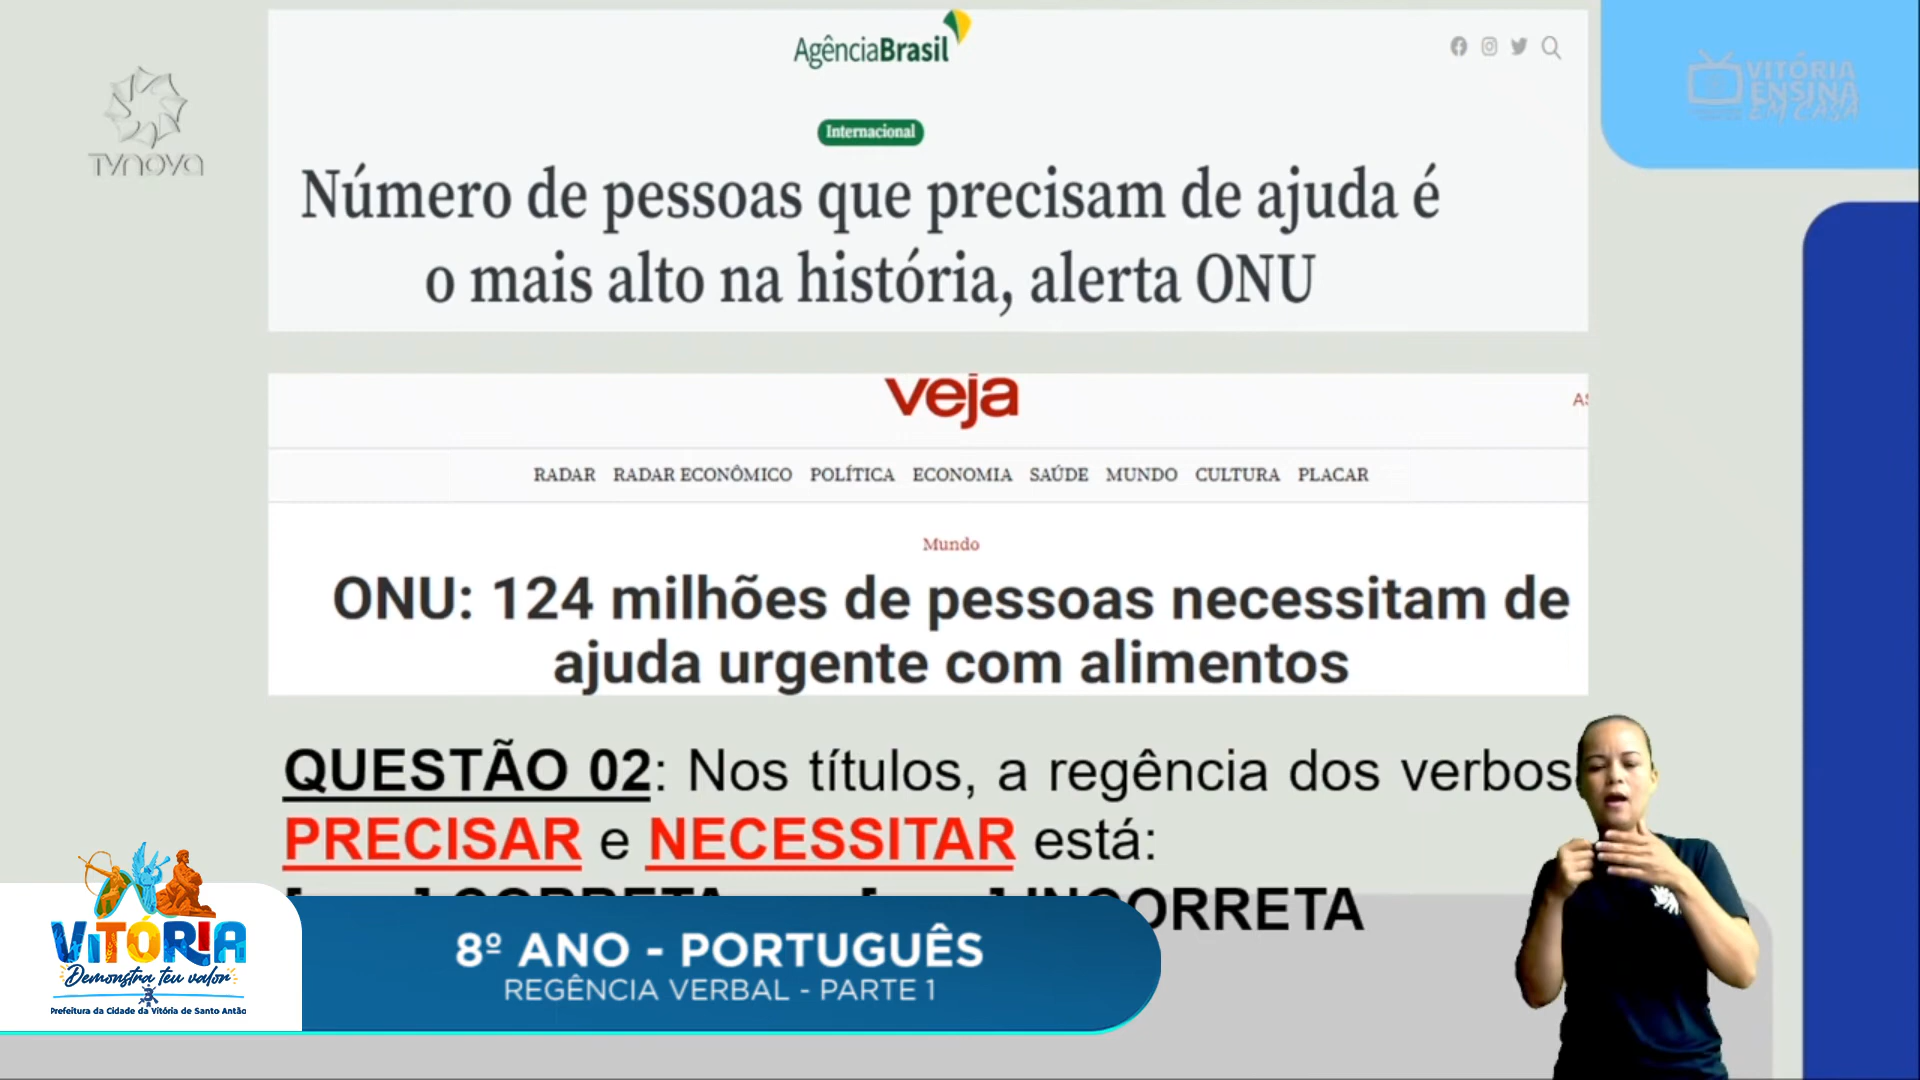 AgênciaBrasil
Internacional
Número de pessoas que precisam de ajuda é
o mais alto na história, alerta ONU
TVNOVA
VITÓRIA
ENSINA
EM CASA
veja
RADAR RADAR ECONÔMICO POLÍTICA ECONOMIA SAÚDE MUNDO CULTURA PLACAR
Mundo
ONU: 124 milhões de pessoas necessitam de
ajuda urgente com alimentos
QUESTÃO 02: Nos títulos, a regência dos verbos
PRECISAR e NECESSITAR está:
[ ] CORRETA [ ] INCORRETA
VITÓRIA
Demonstra teu valor
Prefeitura da Cidade da Vitória de Santo Antão
8º ANO - PORTUGUÊS
REGÊNCIA VERBAL - PARTE 1